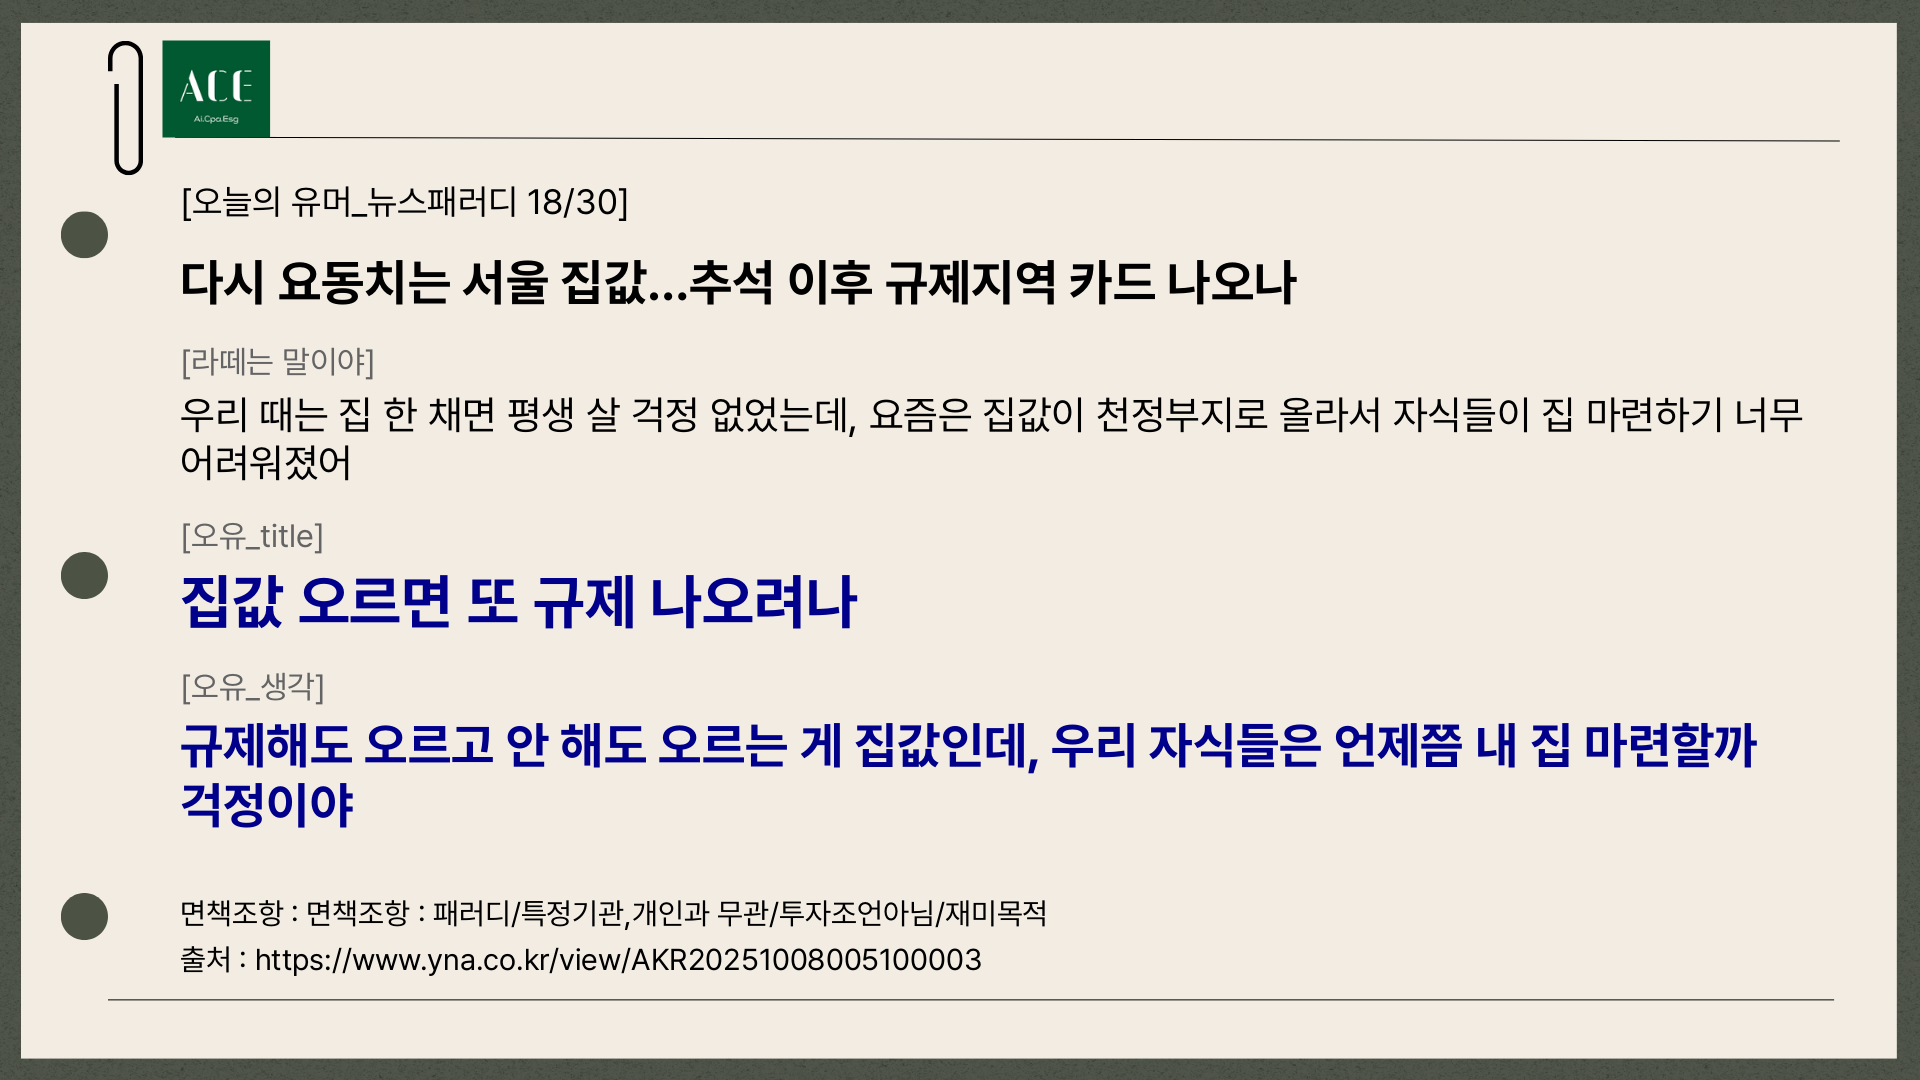 ACE
Ai.Cpa.Esg
[오늘의 유머_뉴스패러디 18/30]
다시 요동치는 서울 집값...추석 이후 규제지역 카드 나오나
[라떼는 말이야]
우리 때는 집 한 채면 평생 살 걱정 없었는데, 요즘은 집값이 천정부지로 올라서 자식들이 집 마련하기 너무
어려워졌어
[오유_title]
집값 오르면 또 규제 나오려나
[오유_생각]
규제해도 오르고 안 해도 오르는 게 집값인데, 우리 자식들은 언제쯤 내 집 마련할까
걱정이야
면책조항 : 면책조항 : 패러디/특정기관,개인과 무관/투자조언아님/재미목적
출처 : https://www.yna.co.kr/view/AKR20251008005100003